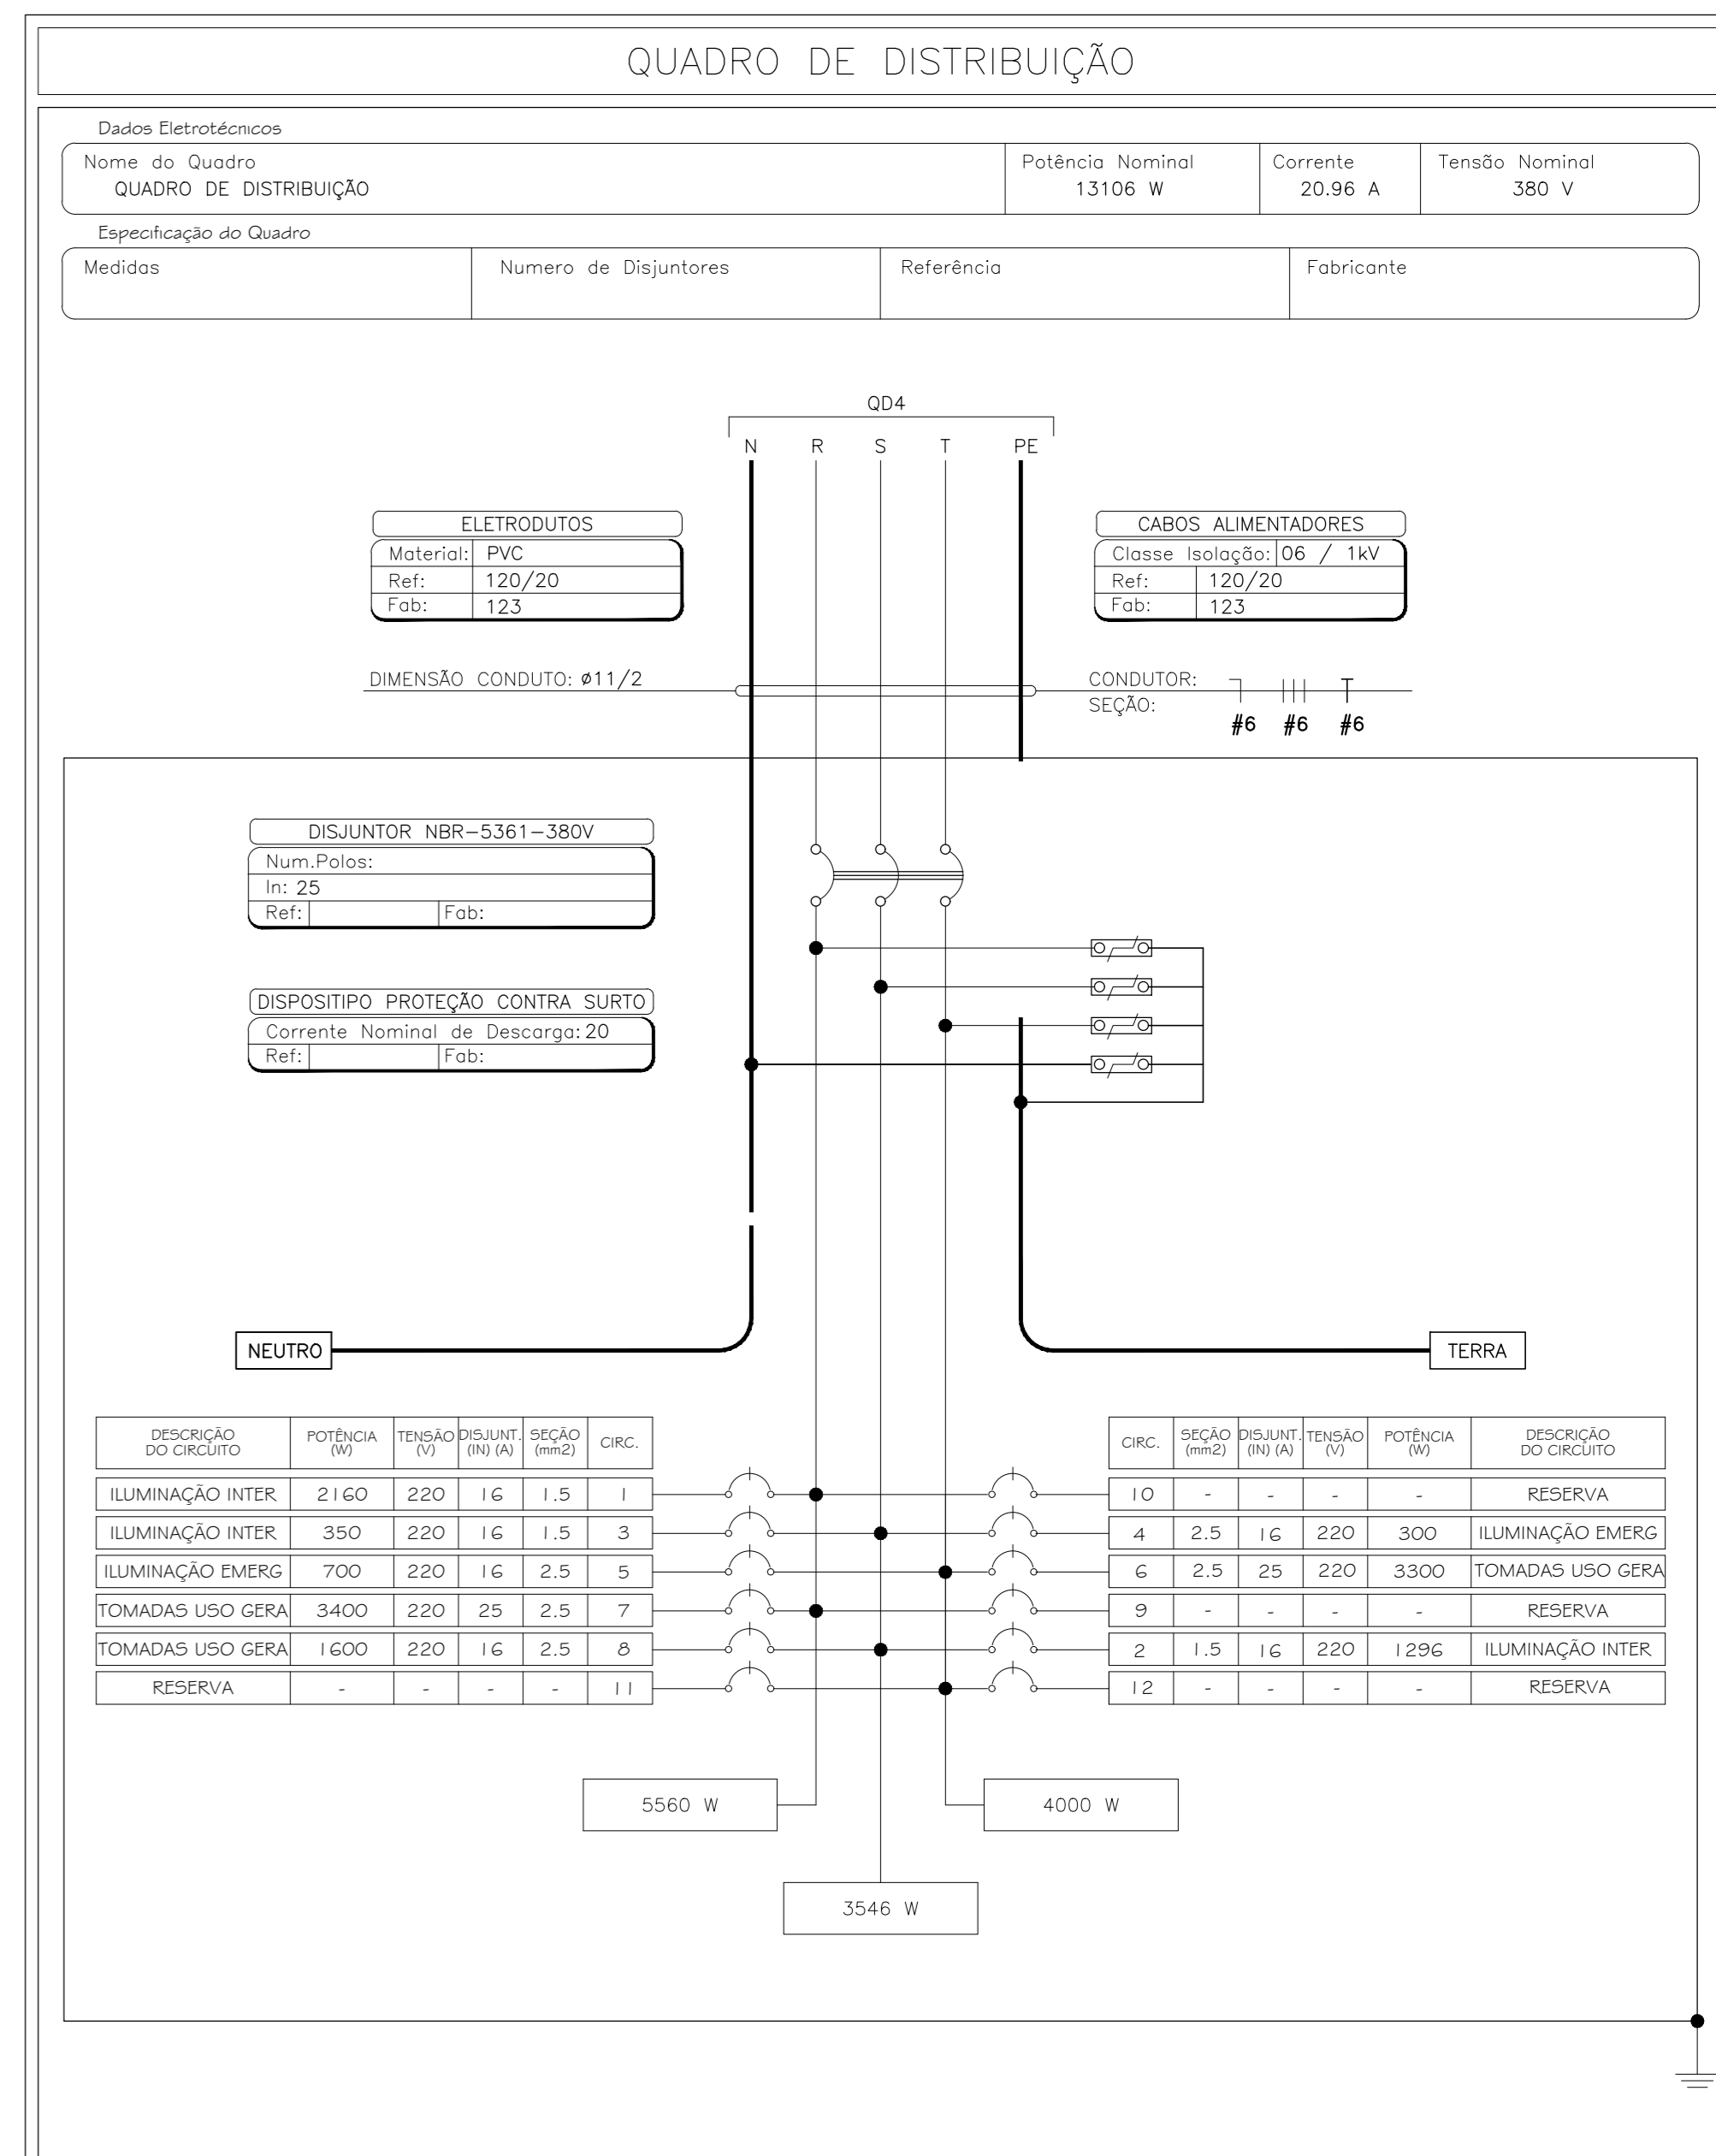 QUADRO DE DISTRIBUIÇÃO
Dados Eletrotécnicos
Nome do Quadro
QUADRO DE DISTRIBUIÇÃO
Potência Nominal
13106 W
Corrente
20.96 A
Tensão Nominal
380 V
Especificação do Quadro
Medidas
Numero de Disjuntores
Referência
Fabricante
QD4
N R S T PE
ELETRODUTOS
Material: PVC
Ref: 120/20
Fab: 123
CABOS ALIMENTADORES
Classe Isolação: 06 / 1kV
Ref: 120/20
Fab: 123
DIMENSÃO CONDUTO: ø11/2
CONDUTOR:
SEÇÃO:
#6 #6 #6
DISJUNTOR NBR-5361-380V
Num.Polos:
In: 25
Ref: Fab:
DISPOSITIPO PROTEÇÃO CONTRA SURTO
Corrente Nominal de Descarga: 20
Ref: Fab:
NEUTRO
TERRA
DESCRIÇÃO DO CIRCUITO POTÊNCIA (W) TENSÃO (V) DISJUNT. (IN) (A) SEÇÃO (mm2) CIRC.
ILUMINAÇÃO INTER 2160 220 16 1.5 1
ILUMINAÇÃO INTER 350 220 16 1.5 3
ILUMINAÇÃO EMERG 700 220 16 2.5 5
TOMADAS USO GERA 3400 220 25 2.5 7
TOMADAS USO GERA 1600 220 16 2.5 8
RESERVA - - - - 11
CIRC. SEÇÃO (mm2) DISJUNT. (IN) (A) TENSÃO (V) POTÊNCIA (W) DESCRIÇÃO DO CIRCUITO
10 - - - - RESERVA
4 2.5 16 220 300 ILUMINAÇÃO EMERG
6 2.5 25 220 3300 TOMADAS USO GERA
9 - - - - RESERVA
2 1.5 16 220 1296 ILUMINAÇÃO INTER
12 - - - - RESERVA
5560 W
4000 W
3546 W